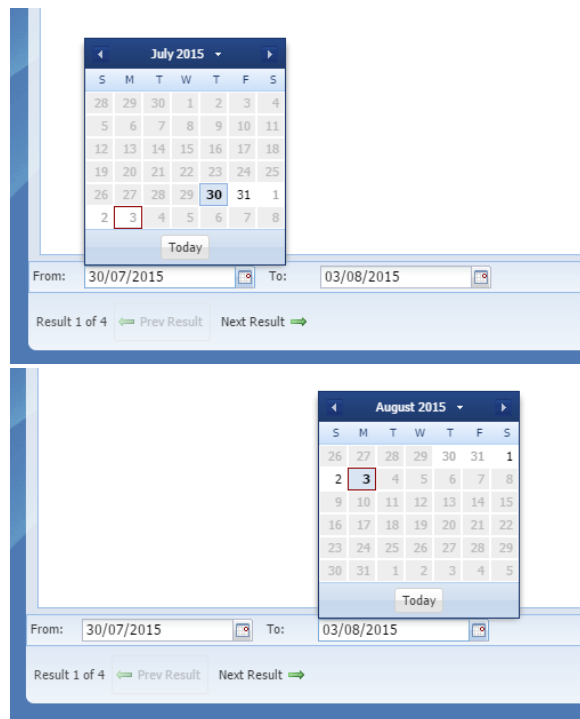 July 2015
S M T W T F S
28 29 30 1 2 3 4
5 6 7 8 9 10 11
12 13 14 15 16 17 18
19 20 21 22 23 24 25
26 27 28 29 30 31 1
2 3 4 5 6 7 8
Today
From: 30/07/2015 To: 03/08/2015
Result 1 of 4 Prev Result Next Result
August 2015
S M T W T F S
26 27 28 29 30 31 1
2 3 4 5 6 7 8
9 10 11 12 13 14 15
16 17 18 19 20 21 22
23 24 25 26 27 28 29
30 31 1 2 3 4 5
Today
From: 30/07/2015 To: 03/08/2015
Result 1 of 4 Prev Result Next Result